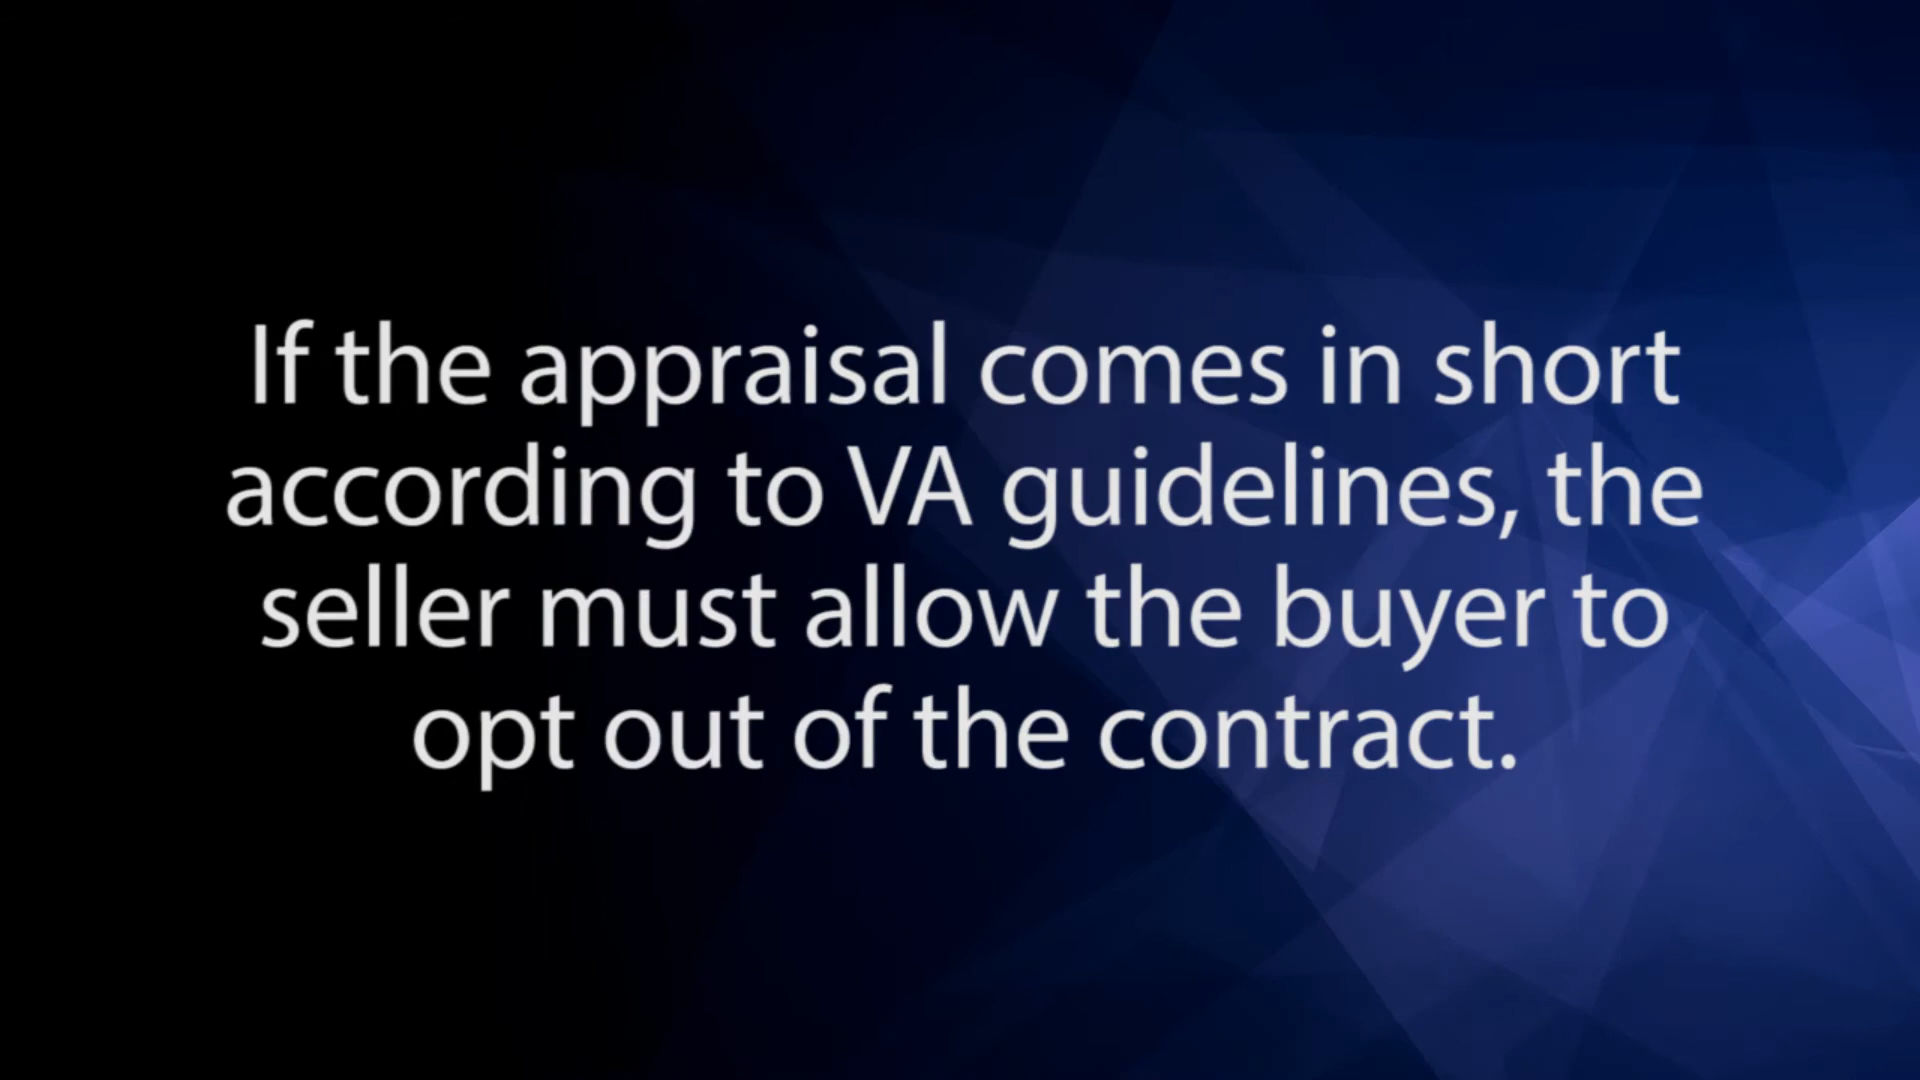 If the appraisal comes in short
according to VA guidelines, the
seller must allow the buyer to
opt out of the contract.